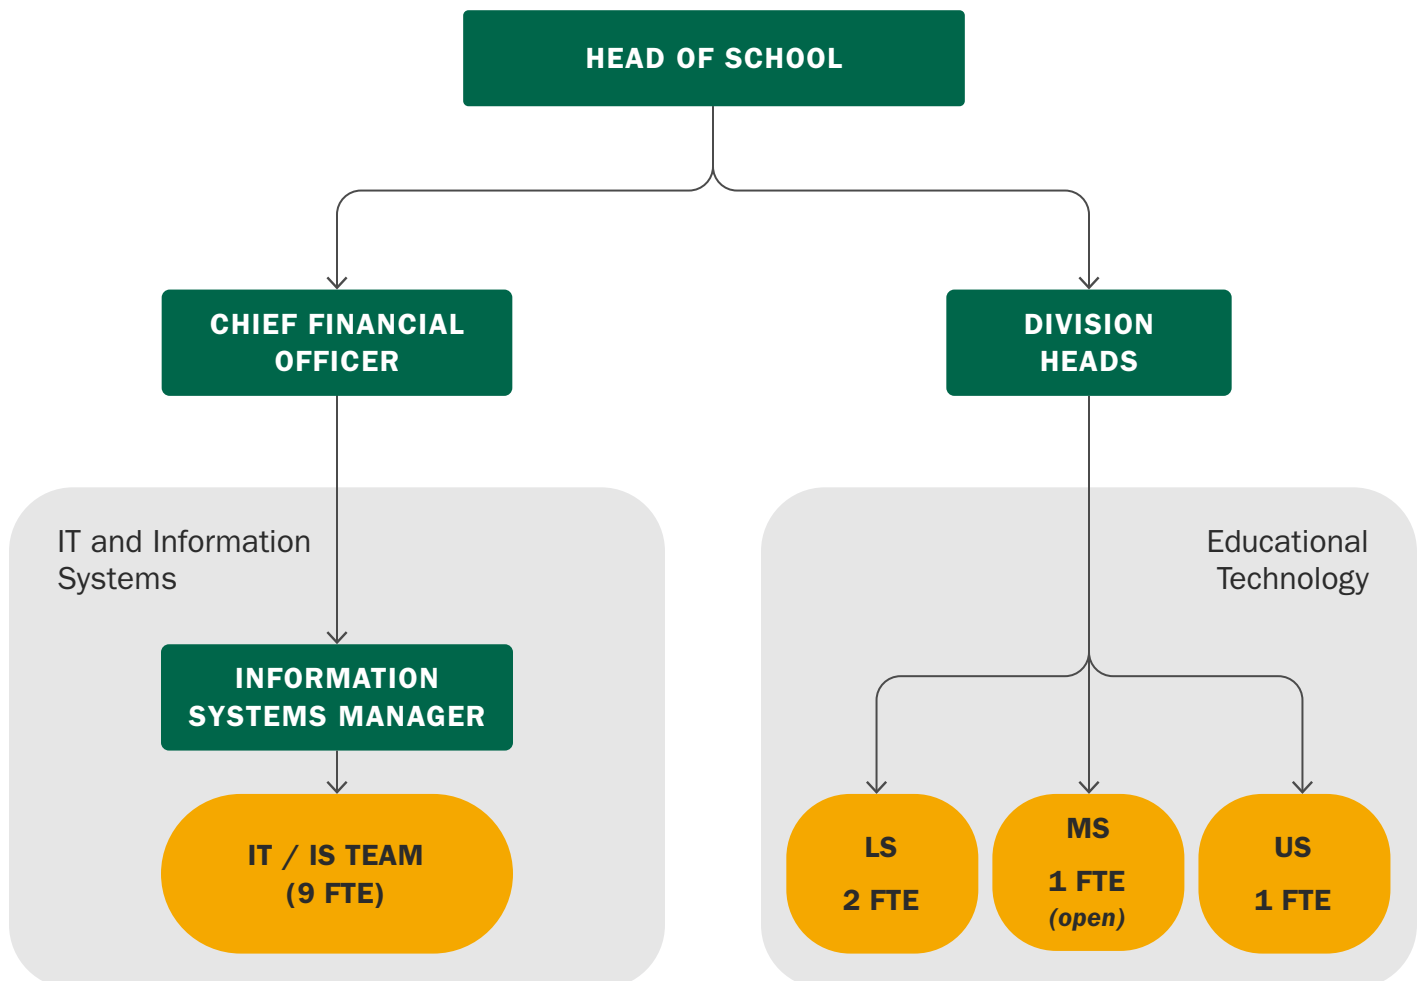 HEAD OF SCHOOL
CHIEF FINANCIAL
OFFICER
DIVISION
HEADS
IT and Information
Systems
Educational
Technology
INFORMATION
SYSTEMS MANAGER
IT / IS TEAM
(9 FTE)
LS
2 FTE
MS
1 FTE
(open)
US
1 FTE